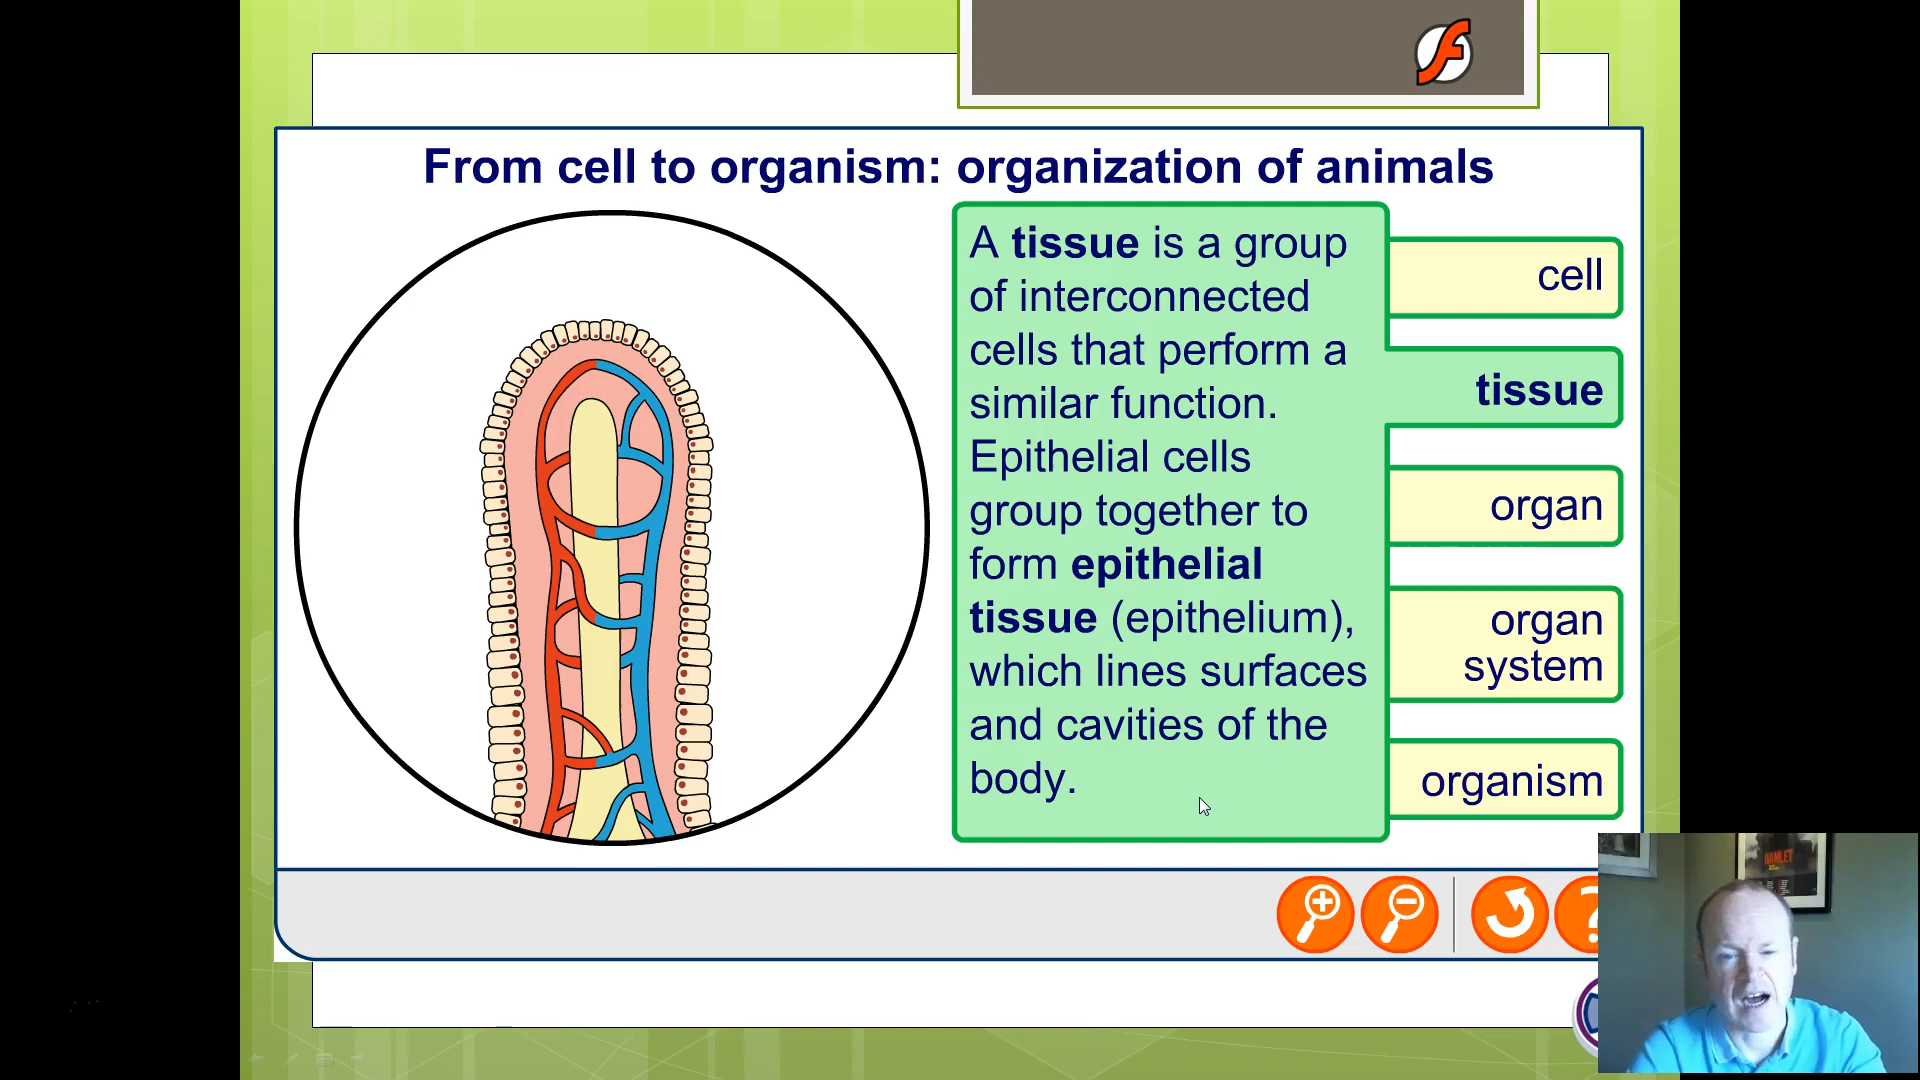 From cell to organism: organization of animals
A tissue is a group
of interconnected
cells that perform a
similar function.
Epithelial cells
group together to
form epithelial
tissue (epithelium),
which lines surfaces
and cavities of the
body.
cell
tissue
organ
organ
system
organism
?
HAMLET